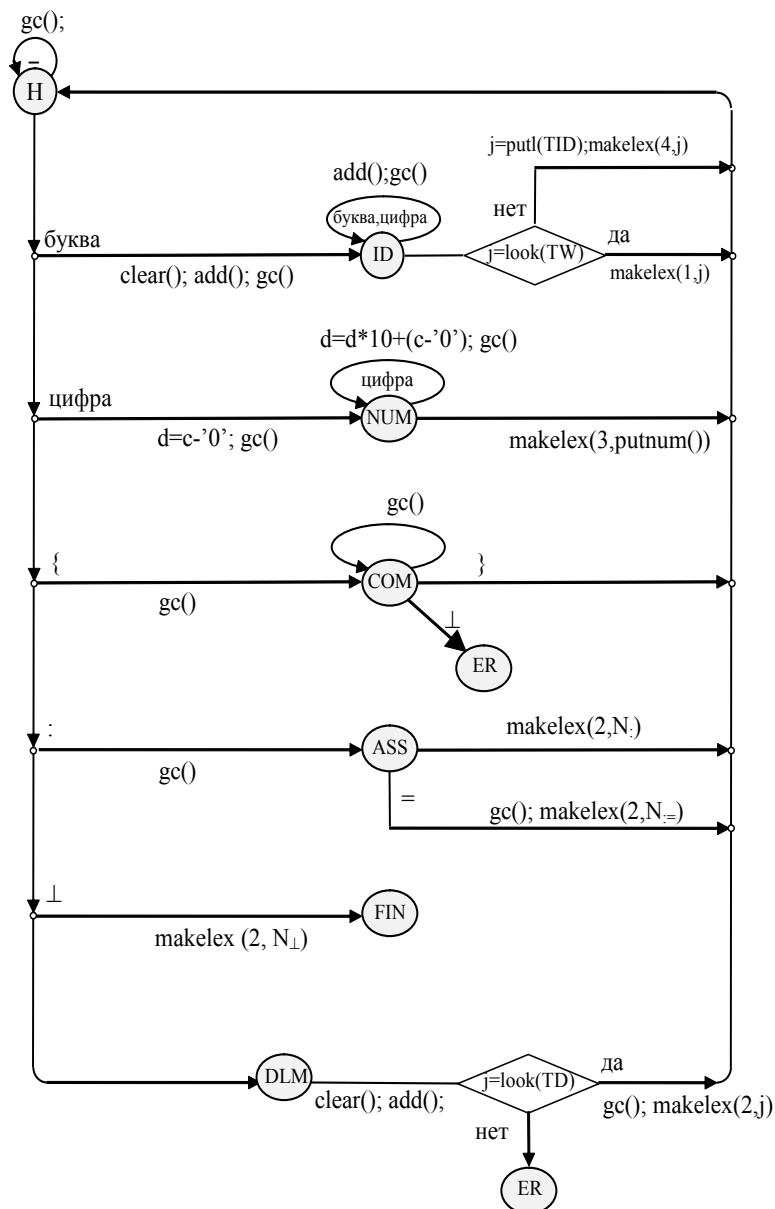 gc();
–
H
j=putl(TID);makelex(4,j)
add();gc()
нет
буква,цифра
буква
ID
j=look(TW)
да
clear(); add(); gc()
makelex(1,j)
d=d*10+(c-’0’); gc()
цифра
цифра
NUM
d=c-’0’; gc()
makelex(3,putnum())
gc()
{
COM
}
gc()
⊥
ER
:
ASS
makelex(2,N:)
gc()
=
gc(); makelex(2,N:=)
⊥
FIN
makelex (2, N⊥)
DLM
j=look(TD)
да
clear(); add();
gc(); makelex(2,j)
нет
ER